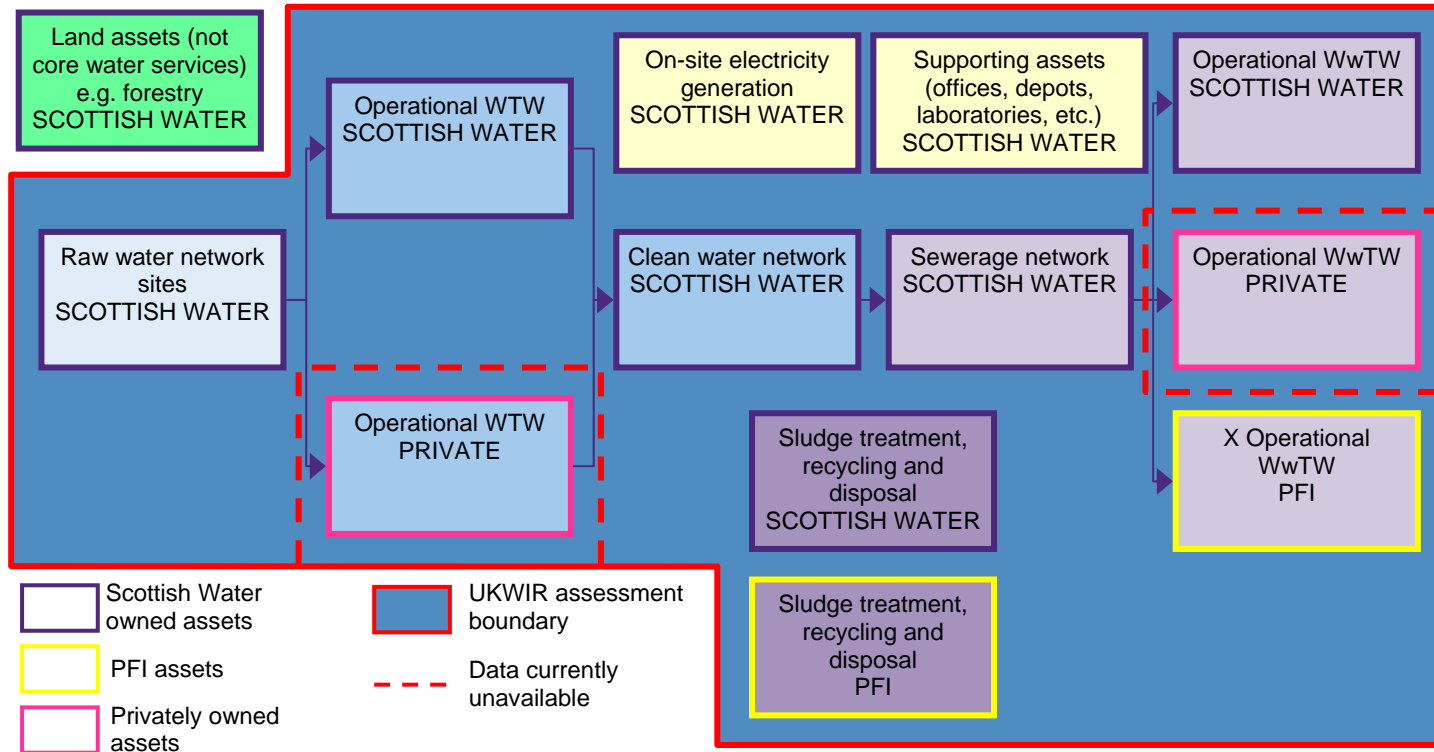 Land assets (not
core water services)
e.g. forestry
SCOTTISH WATER
Operational WTW
SCOTTISH WATER
On-site electricity
generation
SCOTTISH WATER
Supporting assets
(offices, depots,
laboratories, etc.)
SCOTTISH WATER
Operational WwTW
SCOTTISH WATER
Raw water network
sites
SCOTTISH WATER
Clean water network
SCOTTISH WATER
Sewerage network
SCOTTISH WATER
Operational WwTW
PRIVATE
Operational WTW
PRIVATE
Sludge treatment,
recycling and
disposal
SCOTTISH WATER
X Operational
WwTW
PFI
Sludge treatment,
recycling and
disposal
PFI
Scottish Water
owned assets
PFI assets
Privately owned
assets
UKWIR assessment
boundary
Data currently
unavailable